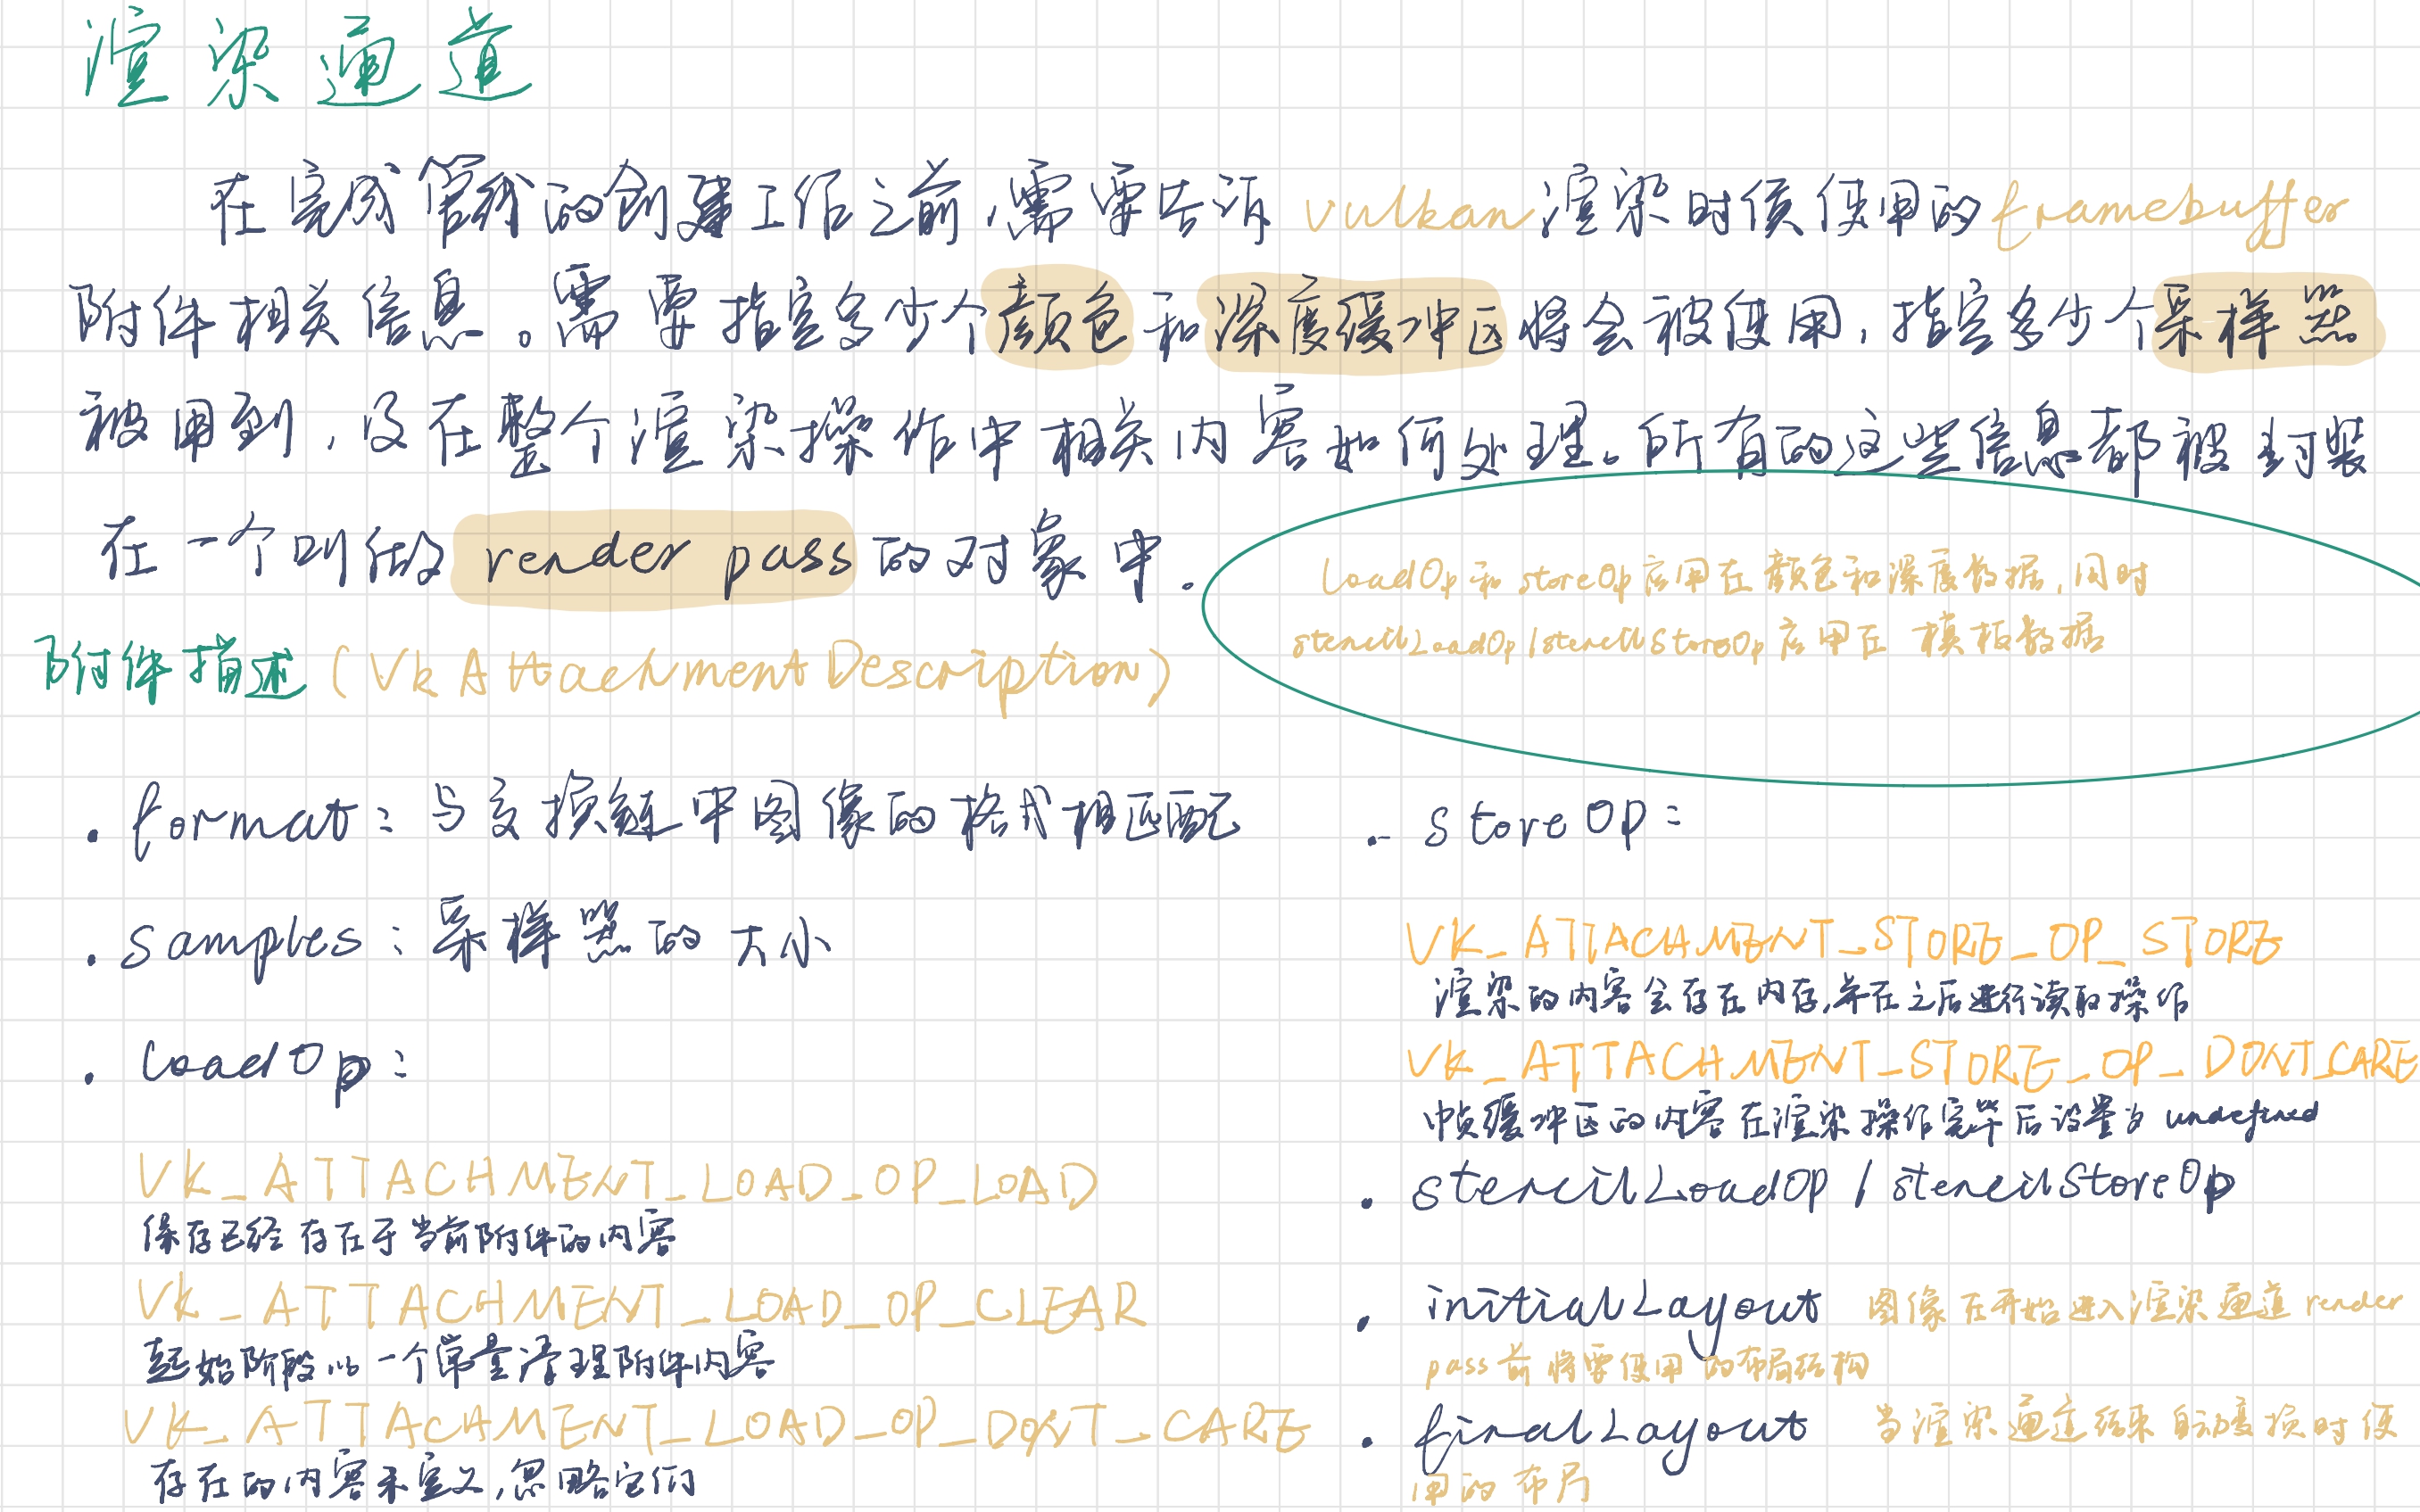 渲染通道
在完成管线的创建工作之前,需要告诉 vulkan 渲染时候使用的 framebuffer
附件相关信息。需要指定多少个颜色和深度缓冲区将会被使用,指定多少个采样器
被用到,及在整个渲染操作中相关内容如何处理。所有的这些信息都被封装
在一个叫做 render pass 的对象中.
loadOp 和 storeOp 应用在颜色和深度数据,同时
stencilLoadOp / stencilStoreOp 应用在 模板数据
附件描述 (VkAttachmentDescription)
. format: 与交换链中图像的格式相匹配
. samples: 采样器的大小
. loadOp:
VK_ATTACHMENT_LOAD_OP_LOAD
保存已经存在于当前附件的内容
VK_ATTACHMENT_LOAD_OP_CLEAR
起始阶段以一个常量清理附件内容
VK_ATTACHMENT_LOAD_OP_DONT_CARE
存在的内容未定义,忽略它们
. storeOp:
VK_ATTACHMENT_STORE_OP_STORE
渲染的内容会存在内存,并在之后进行读取操作
VK_ATTACHMENT_STORE_OP_DONT_CARE
帧缓冲区的内容在渲染操作完毕后设置为 undefined
. stencilLoadOp / stencilStoreOp
. initialLayout 图像在开始进入渲染通道 render
pass 前将要使用的布局结构
. finalLayout 当渲染通道结束自动变换时使
用的布局